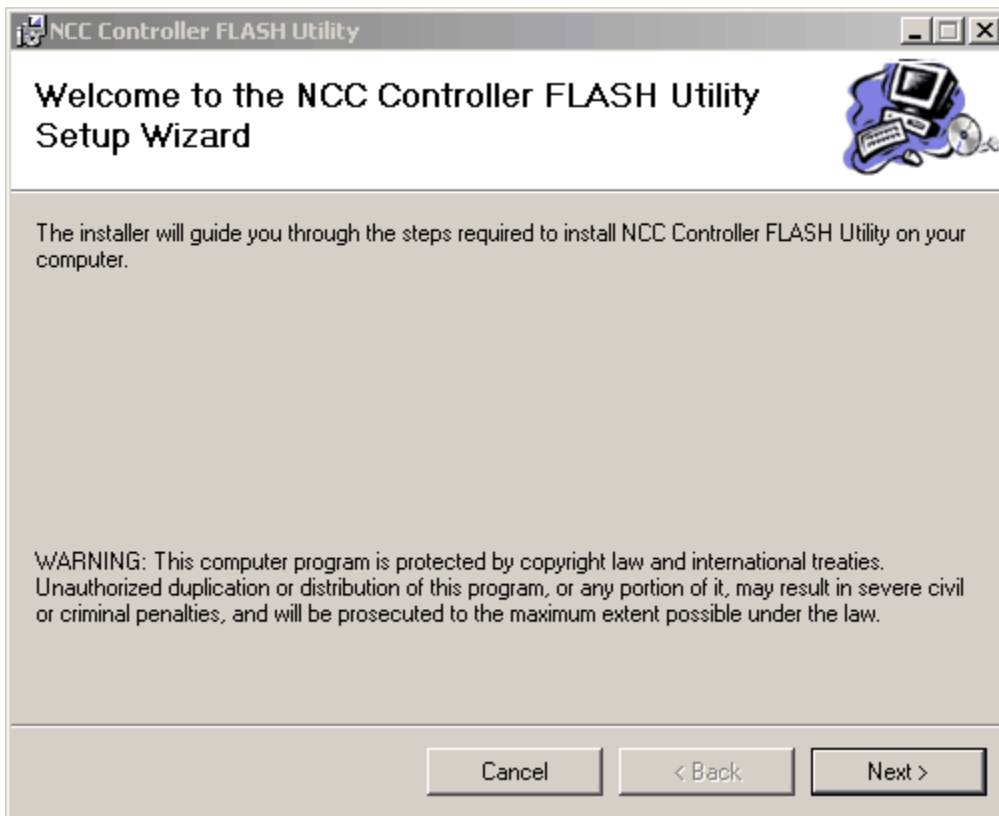 NCC Controller FLASH Utility
Welcome to the NCC Controller FLASH Utility
Setup Wizard
The installer will guide you through the steps required to install NCC Controller FLASH Utility on your
computer.
WARNING: This computer program is protected by copyright law and international treaties.
Unauthorized duplication or distribution of this program, or any portion of it, may result in severe civil
or criminal penalties, and will be prosecuted to the maximum extent possible under the law.
Cancel
< Back
Next >